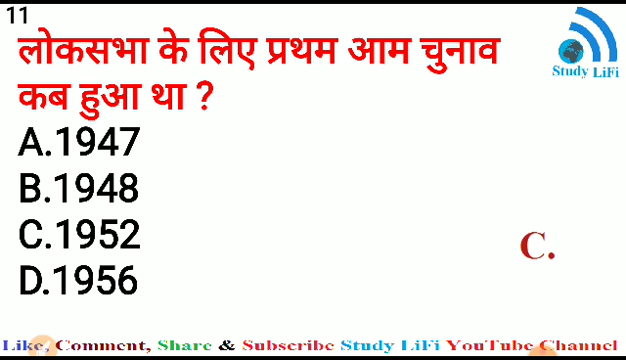 11
लोकसभा के लिए प्रथम आम चुनाव
कब हुआ था ?
A.1947
B.1948
C.1952
D.1956
C.
Study LiFi
Like, Comment, Share & Subscribe Study LiFi YouTube Channel